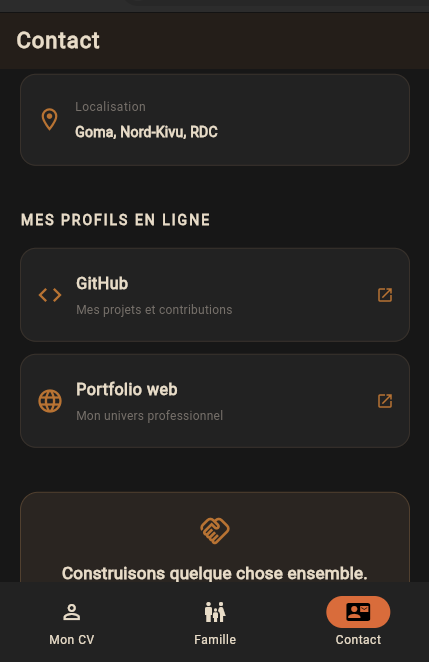 Contact
Localisation
Goma, Nord-Kivu, RDC
MES PROFILS EN LIGNE
GitHub
Mes projets et contributions
Portfolio web
Mon univers professionnel
Construisons quelque chose ensemble.
Mon CV
Famille
Contact